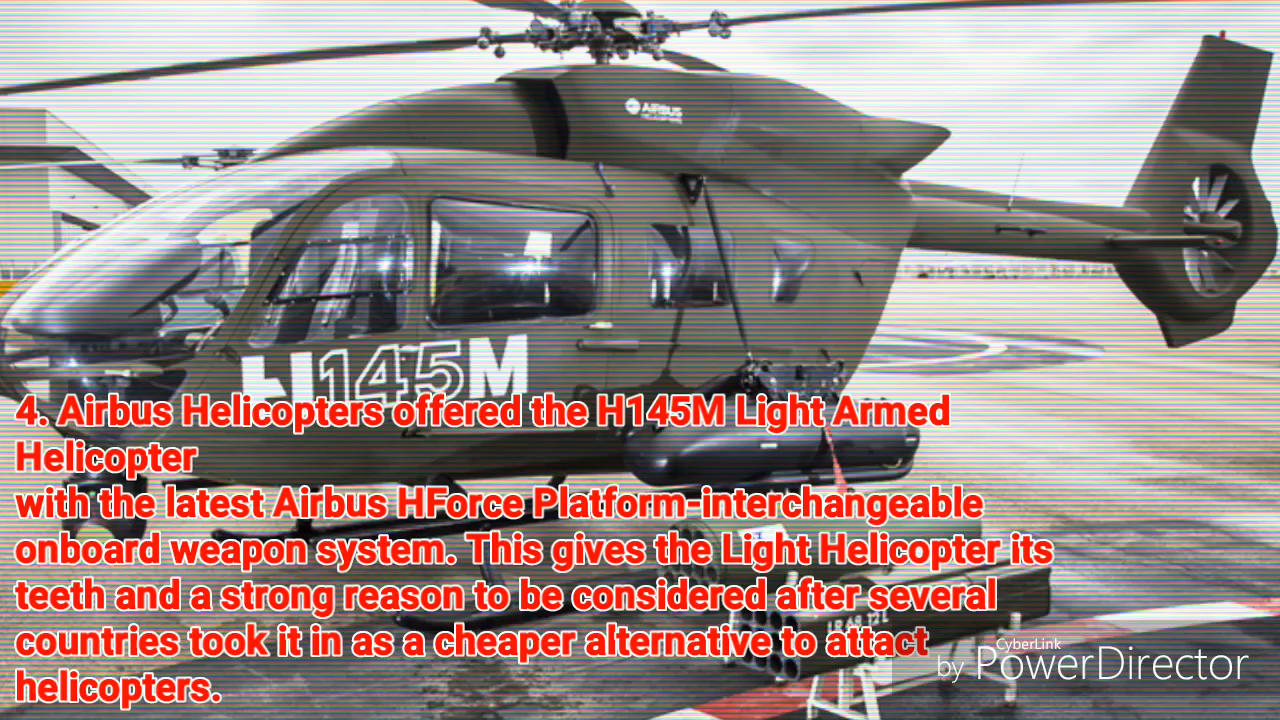 AIRBUS
HELICOPTERS
H145M
4. Airbus Helicopters offered the H145M Light Armed
Helicopter
with the latest Airbus HForce Platform-interchangeable
onboard weapon system. This gives the Light Helicopter its
teeth and a strong reason to be considered after several
countries took it in as a cheaper alternative to attact
helicopters.
CyberLink
by PowerDirector